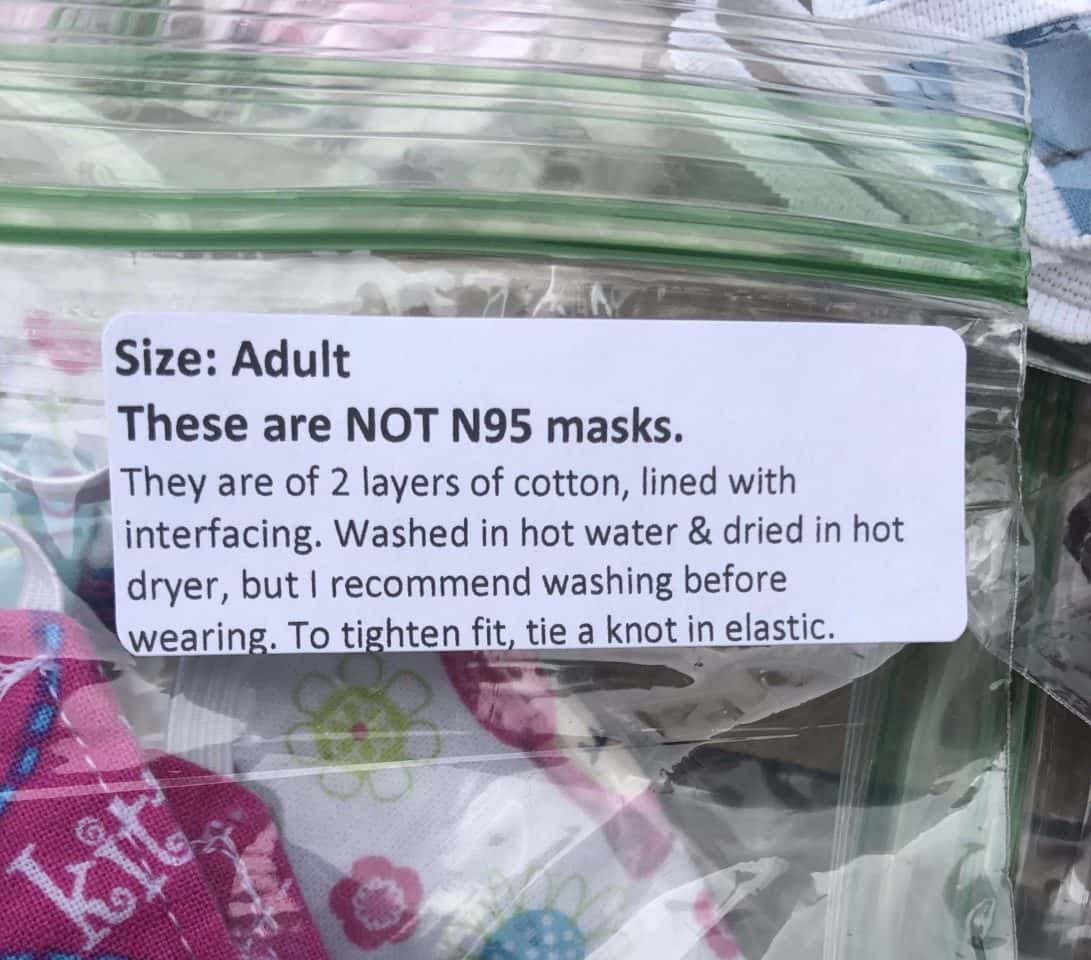 Size: Adult
These are NOT N95 masks.
They are of 2 layers of cotton, lined with
interfacing. Washed in hot water & dried in hot
dryer, but I recommend washing before
wearing. To tighten fit, tie a knot in elastic.
knit